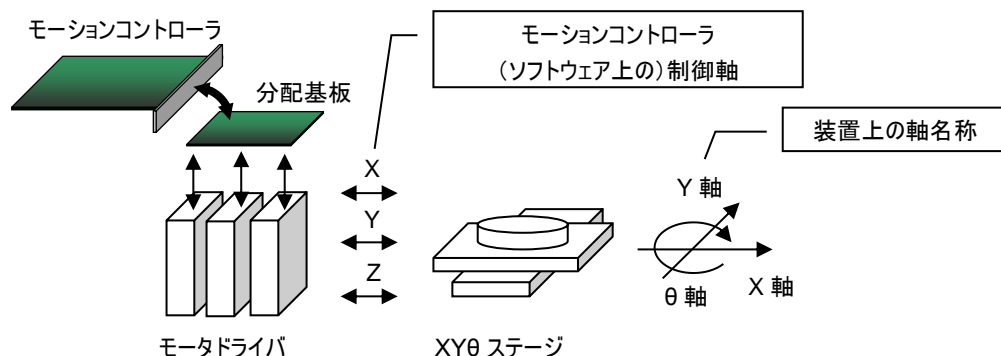 モーションコントローラ
モーションコントローラ
(ソフトウェア上の)制御軸
分配基板
装置上の軸名称
X
Y
Z
Y 軸
X 軸
θ 軸
モータドライバ
XYθ ステージ